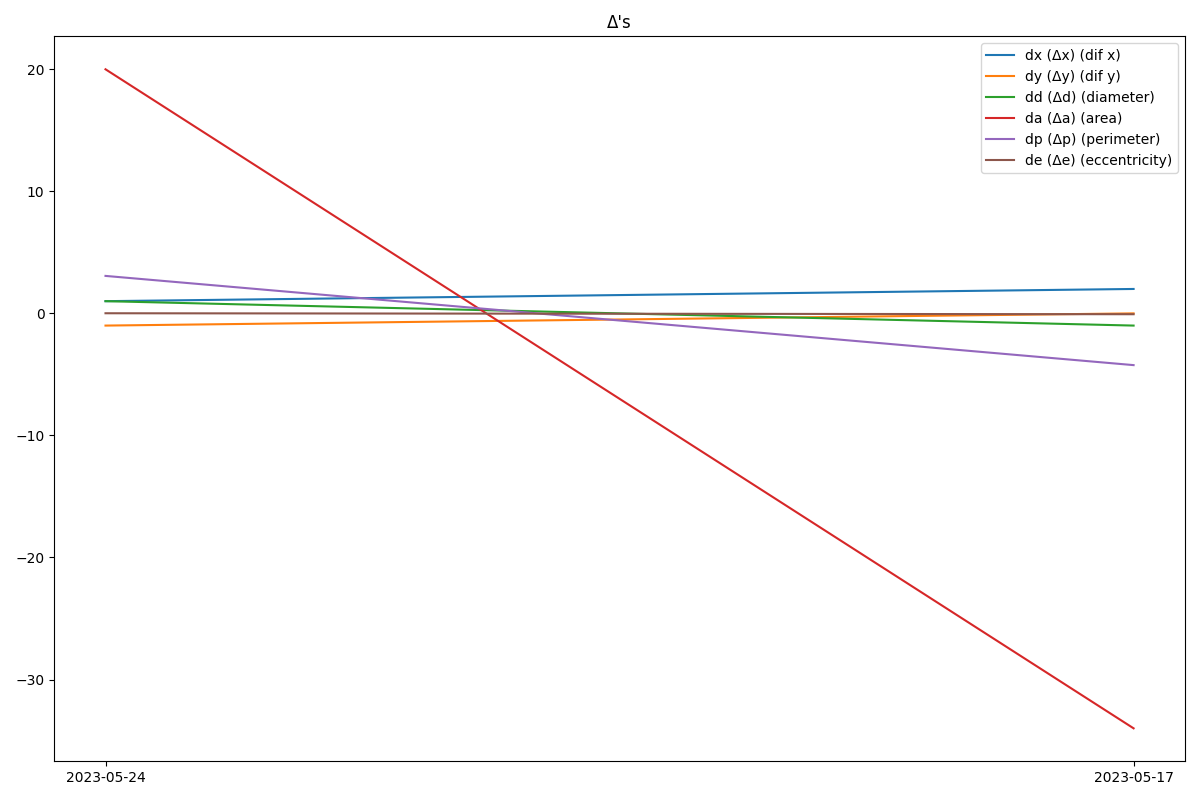 Δ's
dx (Δx) (dif x)
dy (Δy) (dif y)
dd (Δd) (diameter)
da (Δa) (area)
dp (Δp) (perimeter)
de (Δe) (eccentricity)
20
10
0
−10
−20
−30
2023-05-24
2023-05-17